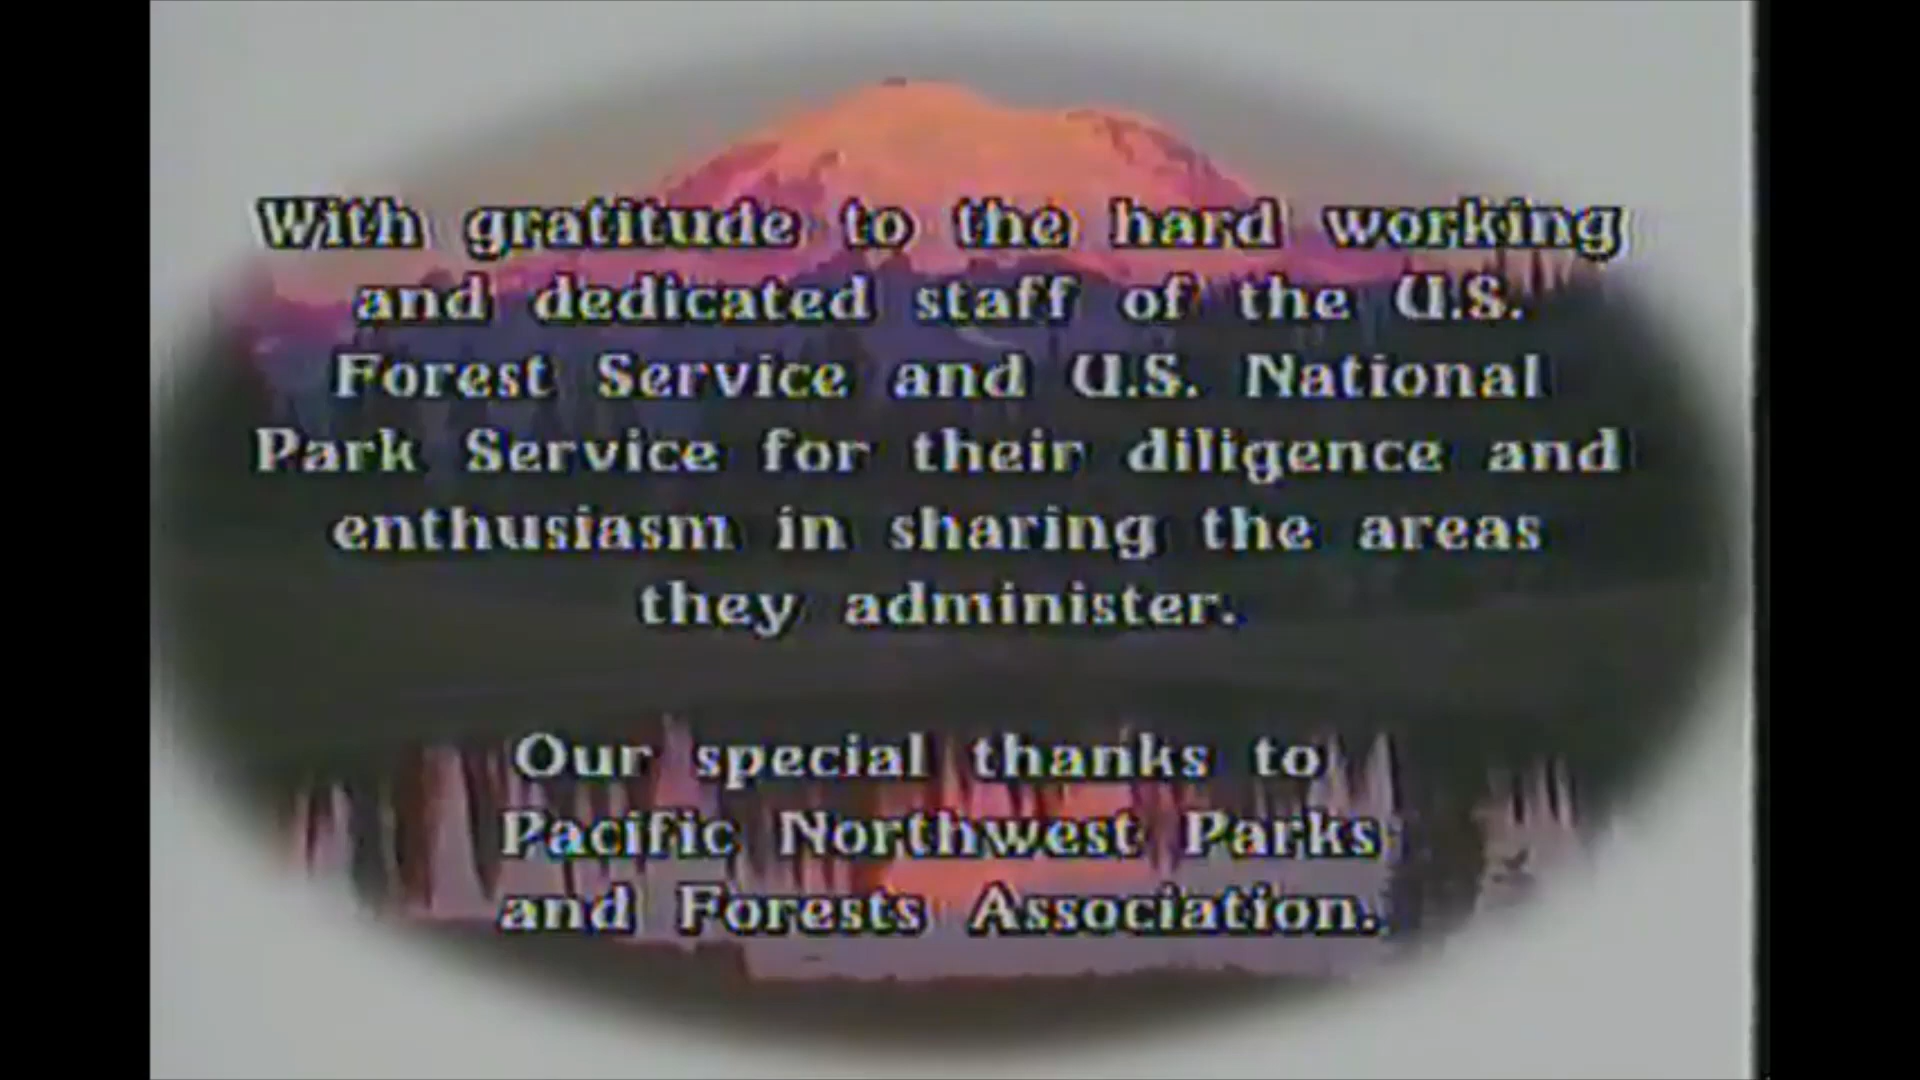 With gratitude to the hard working
and dedicated staff of the U.S.
Forest Service and U.S. National
Park Service for their diligence and
enthusiasm in sharing the areas
they administer.
Our special thanks to
Pacific Northwest Parks
and Forests Association.